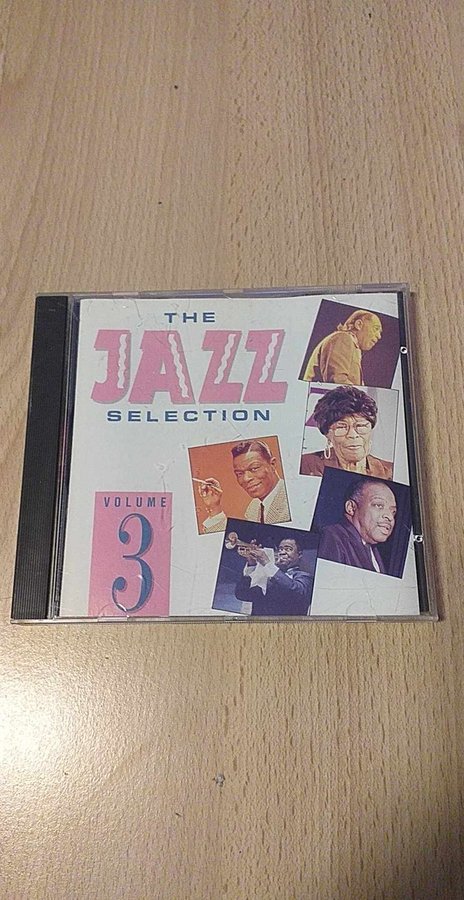 THE
JAZZ
SELECTION
VOLUME
3